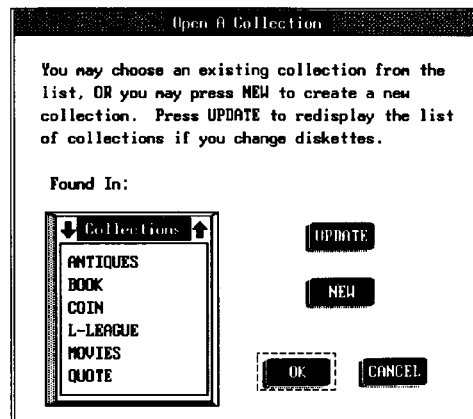 Open A Collection
You may choose an existing collection from the
list, OR you may press NEW to create a new
collection. Press UPDATE to redisplay the list
of collections if you change diskettes.
Found In:
Collections
ANTIQUES
BOOK
COIN
L-LEAGUE
MOVIES
QUOTE
UPDATE
NEW
OK
CANCEL